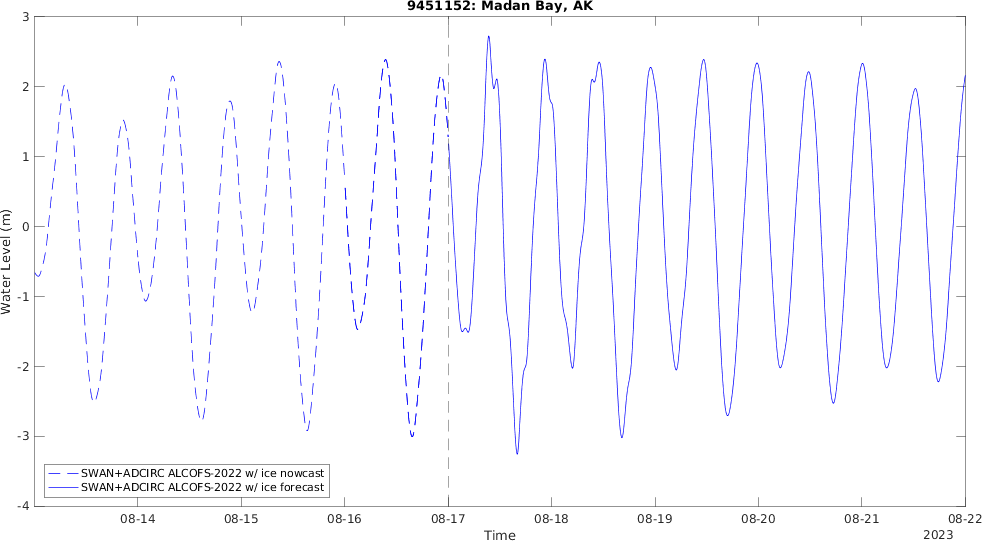 9451152: Madan Bay, AK
3
2
1
0
-1
-2
-3
-4
Water Level (m)
SWAN+ADCIRC ALCOFS-2022 w/ ice nowcast
SWAN+ADCIRC ALCOFS-2022 w/ ice forecast
08-14 08-15 08-16 08-17 08-18 08-19 08-20 08-21 08-22
Time
2023